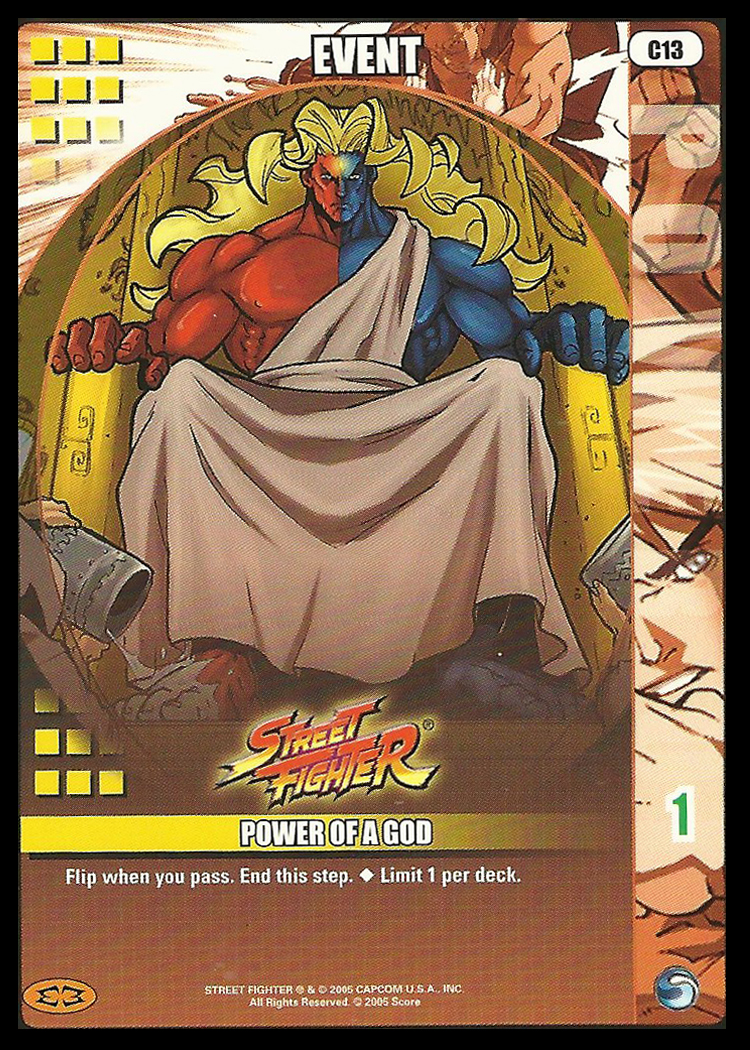 EVENT
C13
STREET
FIGHTER®
POWER OF A GOD
1
Flip when you pass. End this step. ◆ Limit 1 per deck.
STREET FIGHTER ® & © 2005 CAPCOM U.S.A., INC.
All Rights Reserved. © 2005 Score